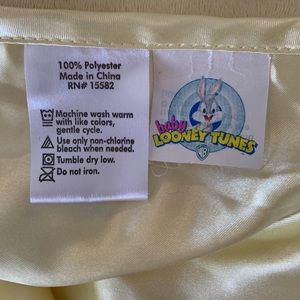 100% Polyester
Made in China
RN# 15582
Machine wash warm
with like colors,
gentle cycle.
Use only non-chlorine
bleach when needed.
Tumble dry low.
Do not iron.
baby
LOONEY TUNES